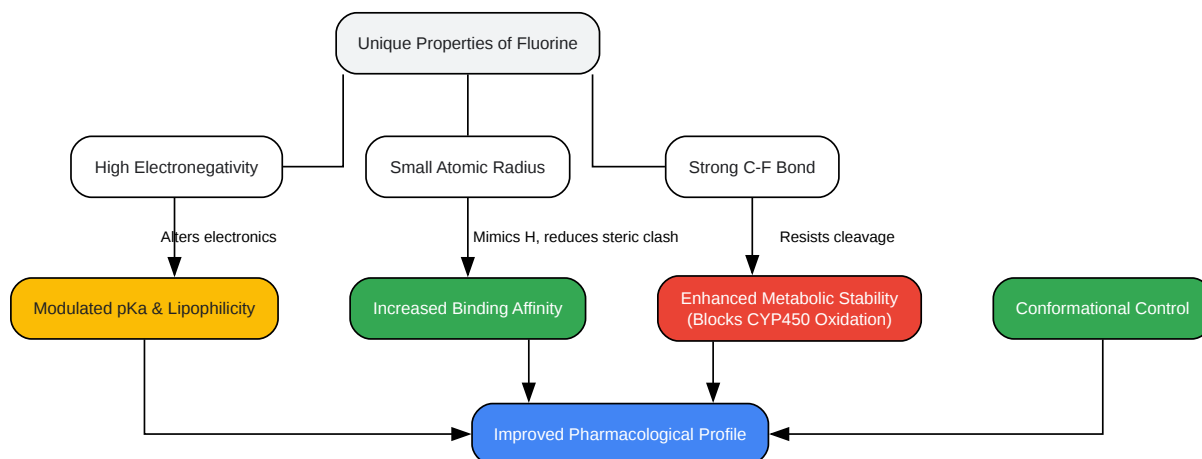 Unique Properties of Fluorine
High Electronegativity
Small Atomic Radius
Strong C-F Bond
Alters electronics
Mimics H, reduces steric clash
Resists cleavage
Modulated pKa & Lipophilicity
Increased Binding Affinity
Enhanced Metabolic Stability
(Blocks CYP450 Oxidation)
Conformational Control
Improved Pharmacological Profile